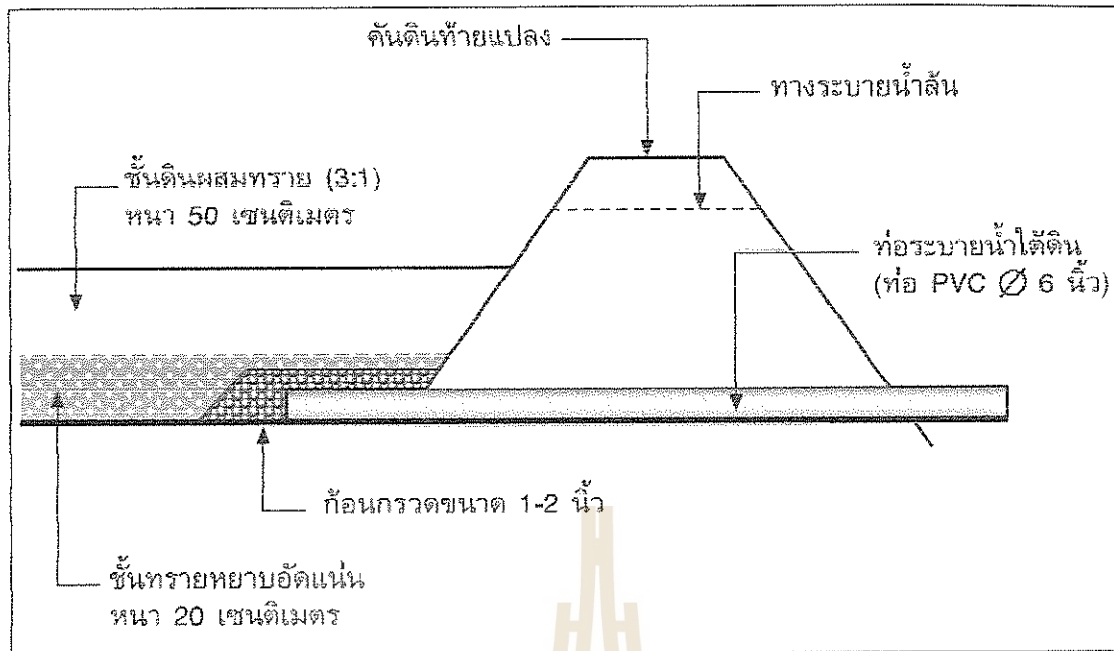 คันดินท้ายแปลง
ทางระบายน้ำล้น
ชั้นดินผสมทราย (3:1)
หนา 50 เซนติเมตร
ท่อระบายน้ำใต้ดิน
(ท่อ PVC ∅ 6 นิ้ว)
ก้อนกรวดขนาด 1-2 นิ้ว
ชั้นทรายหยาบอัดแน่น
หนา 20 เซนติเมตร